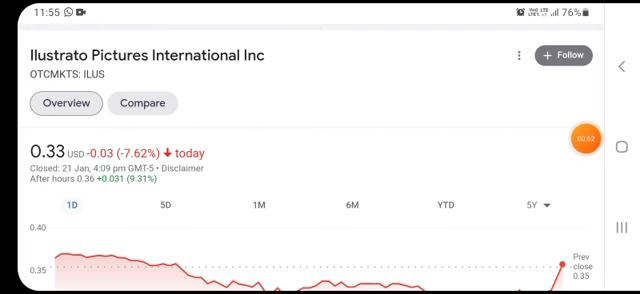 11:55
76%
Ilustrato Pictures International Inc
+ Follow
OTCMKTS: ILUS
Overview
Compare
00:52
0.33 USD -0.03 (-7.62%) ↓ today
Closed: 21 Jan, 4:09 pm GMT-5 • Disclaimer
After hours 0.36 +0.031 (9.31%)
1D 5D 1M 6M YTD 5Y
0.40
0.35
Prev
close
0.35